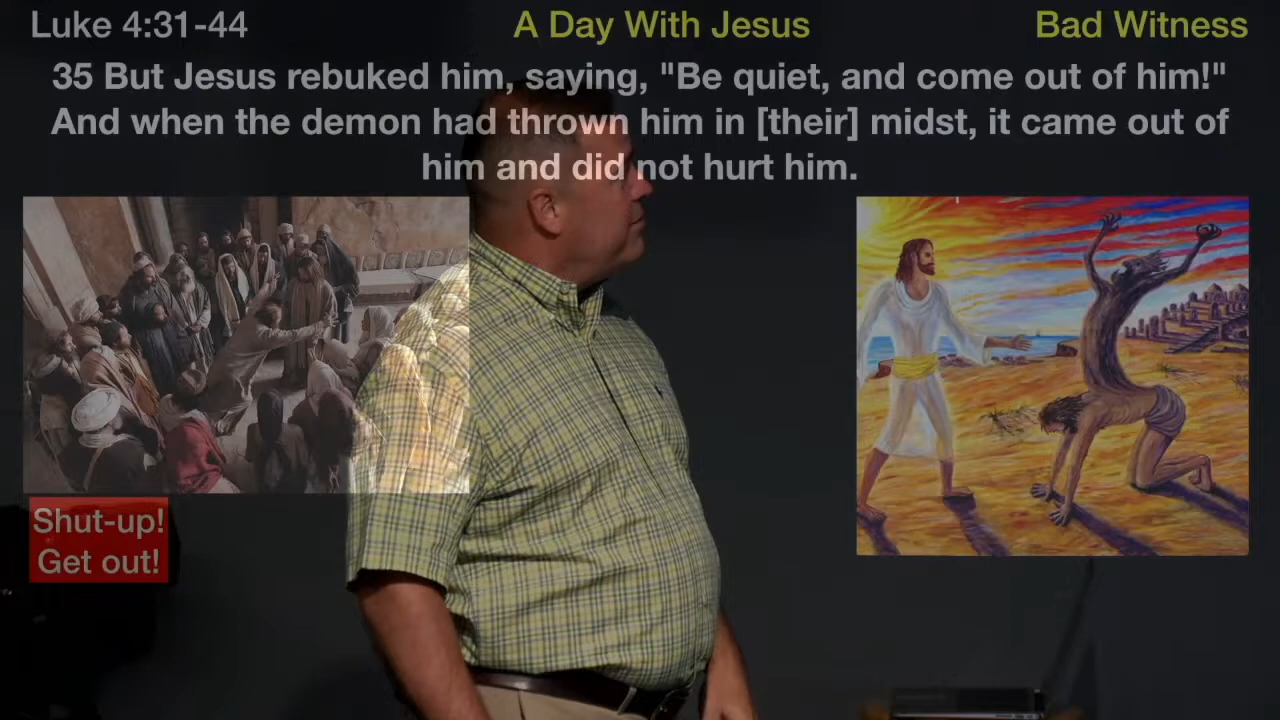 Luke 4:31-44
A Day With Jesus
Bad Witness
35 But Jesus rebuked him, saying, "Be quiet, and come out of him!"
And when the demon had thrown him in [their] midst, it came out of
him and did not hurt him.
Shut-up!
Get out!